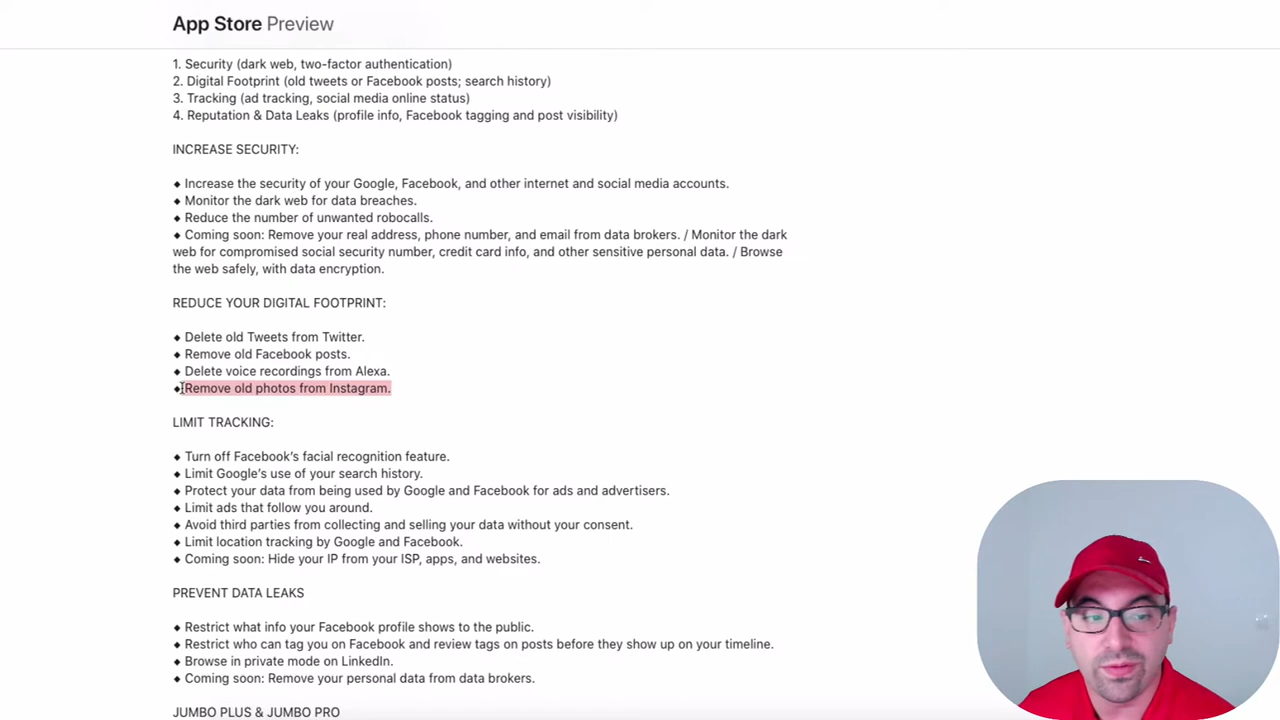 App Store Preview
1. Security (dark web, two-factor authentication)
2. Digital Footprint (old tweets or Facebook posts; search history)
3. Tracking (ad tracking, social media online status)
4. Reputation & Data Leaks (profile info, Facebook tagging and post visibility)
INCREASE SECURITY:
◆ Increase the security of your Google, Facebook, and other internet and social media accounts.
◆ Monitor the dark web for data breaches.
◆ Reduce the number of unwanted robocalls.
◆ Coming soon: Remove your real address, phone number, and email from data brokers. / Monitor the dark
web for compromised social security number, credit card info, and other sensitive personal data. / Browse
the web safely, with data encryption.
REDUCE YOUR DIGITAL FOOTPRINT:
◆ Delete old Tweets from Twitter.
◆ Remove old Facebook posts.
◆ Delete voice recordings from Alexa.
◆ Remove old photos from Instagram.
LIMIT TRACKING:
◆ Turn off Facebook’s facial recognition feature.
◆ Limit Google’s use of your search history.
◆ Protect your data from being used by Google and Facebook for ads and advertisers.
◆ Limit ads that follow you around.
◆ Avoid third parties from collecting and selling your data without your consent.
◆ Limit location tracking by Google and Facebook.
◆ Coming soon: Hide your IP from your ISP, apps, and websites.
PREVENT DATA LEAKS
◆ Restrict what info your Facebook profile shows to the public.
◆ Restrict who can tag you on Facebook and review tags on posts before they show up on your timeline.
◆ Browse in private mode on LinkedIn.
◆ Coming soon: Remove your personal data from data brokers.
JUMBO PLUS & JUMBO PRO